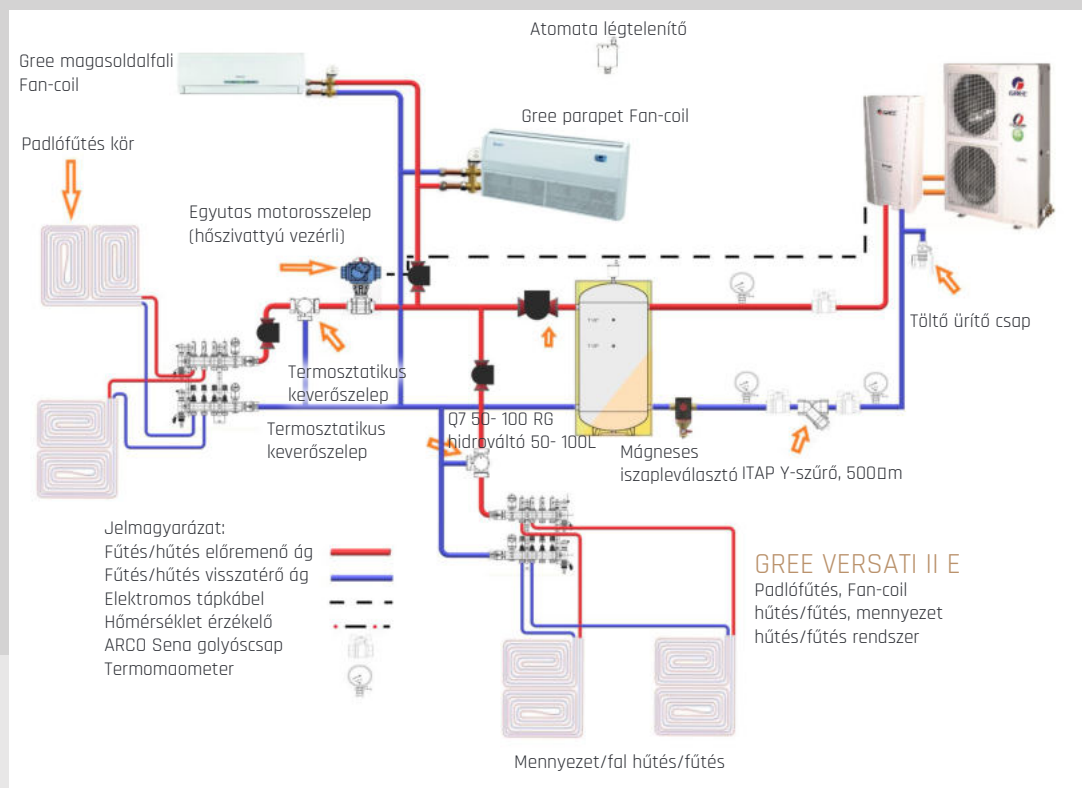 Atomata légtelenítő
Gree magasoldalfali
Fan-coil
Gree parapet Fan-coil
Padlófűtés kör
Egyutas motorosszelep
(hőszivattyú vezérli)
Töltő ürítő csap
Termosztatikus
keverőszelep
Termosztatikus
keverőszelep
Q7 50- 100 RG
hidrováltó 50- 100L
Mágneses
iszapleválasztó
ITAP Y-szűrő, 500□m
Jelmagyarázat:
Fűtés/hűtés előremenő ág
Fűtés/hűtés visszatérő ág
Elektromos tápkábel
Hőmérséklet érzékelő
ARCO Sena golyóscsap
Termomaometer
GREE VERSATI II E
Padlófűtés, Fan-coil
hűtés/fűtés, mennyezet
hűtés/fűtés rendszer
Mennyezet/fal hűtés/fűtés
GREE